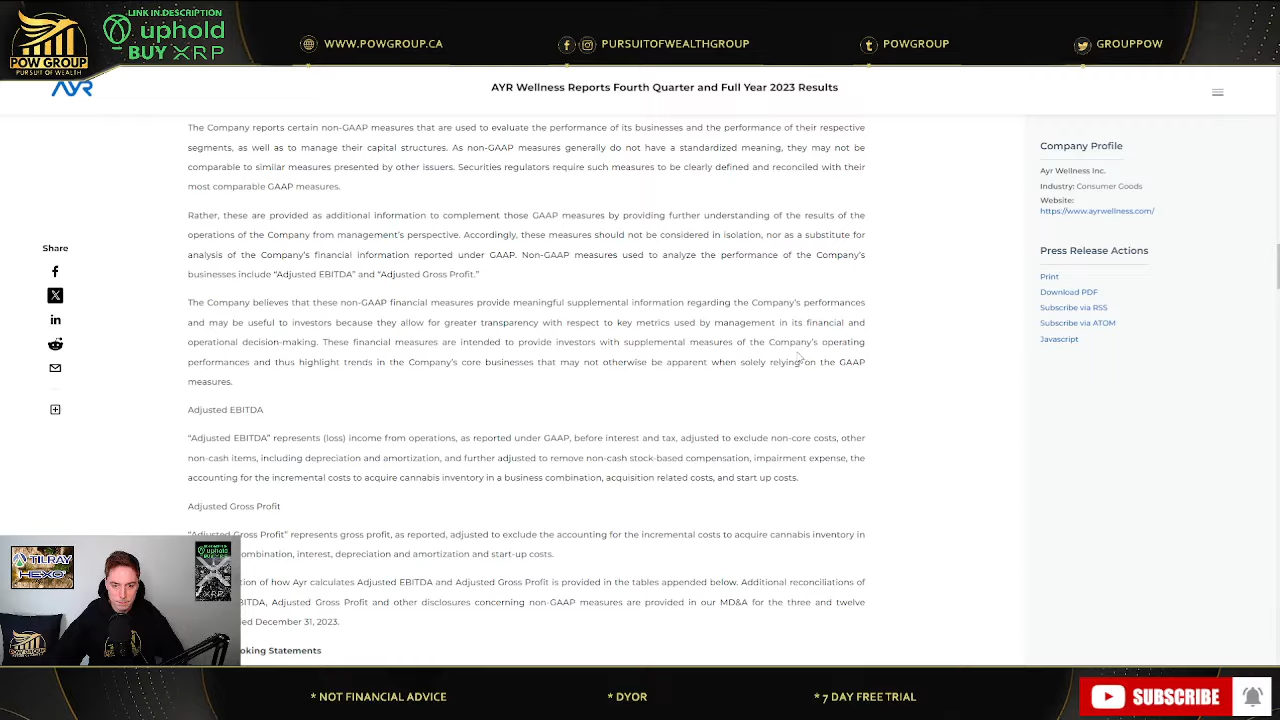 LINK IN DESCRIPTION
uphold
BUY XRP
POW GROUP
PURSUIT OF WEALTH
WWW.POWGROUP.CA
PURSUITOFWEALTHGROUP
POWGROUP
GROUPPOW
AYR
AYR Wellness Reports Fourth Quarter and Full Year 2023 Results
The Company reports certain non-GAAP measures that are used to evaluate the performance of its businesses and the performance of their respective
segments, as well as to manage their capital structures. As non-GAAP measures generally do not have a standardized meaning, they may not be
comparable to similar measures presented by other issuers. Securities regulators require such measures to be clearly defined and reconciled with their
most comparable GAAP measures.
Rather, these are provided as additional information to complement those GAAP measures by providing further understanding of the results of the
operations of the Company from management's perspective. Accordingly, these measures should not be considered in isolation, nor as a substitute for
analysis of the Company's financial information reported under GAAP. Non-GAAP measures used to analyze the performance of the Company's
businesses include “Adjusted EBITDA” and “Adjusted Gross Profit.”
The Company believes that these non-GAAP financial measures provide meaningful supplemental information regarding the Company's performances
and may be useful to investors because they allow for greater transparency with respect to key metrics used by management in its financial and
operational decision-making. These financial measures are intended to provide investors with supplemental measures of the Company's operating
performances and thus highlight trends in the Company's core businesses that may not otherwise be apparent when solely relying on the GAAP
measures.
Adjusted EBITDA
“Adjusted EBITDA” represents (loss) income from operations, as reported under GAAP, before interest and tax, adjusted to exclude non-core costs, other
non-cash items, including depreciation and amortization, and further adjusted to remove non-cash stock-based compensation, impairment expense, the
accounting for the incremental costs to acquire cannabis inventory in a business combination, acquisition related costs, and start up costs.
Adjusted Gross Profit
“Adjusted Gross Profit” represents gross profit, as reported, adjusted to exclude the accounting for the incremental costs to acquire cannabis inventory in
ombination, interest, depreciation and amortization and start-up costs.
tion of how Ayr calculates Adjusted EBITDA and Adjusted Gross Profit is provided in the tables appended below. Additional reconciliations of
BITDA, Adjusted Gross Profit and other disclosures concerning non-GAAP measures are provided in our MD&A for the three and twelve
ed December 31, 2023.
oking Statements
Share
Company Profile
Ayr Wellness Inc.
Industry: Consumer Goods
Website:
https://www.ayrwellness.com/
Press Release Actions
Print
Download PDF
Subscribe via RSS
Subscribe via ATOM
Javascript
TILRAY
HEXO
uphold
BUY XRP
XRP
POW GROUP
* NOT FINANCIAL ADVICE
* DYOR
* 7 DAY FREE TRIAL
SUBSCRIBE